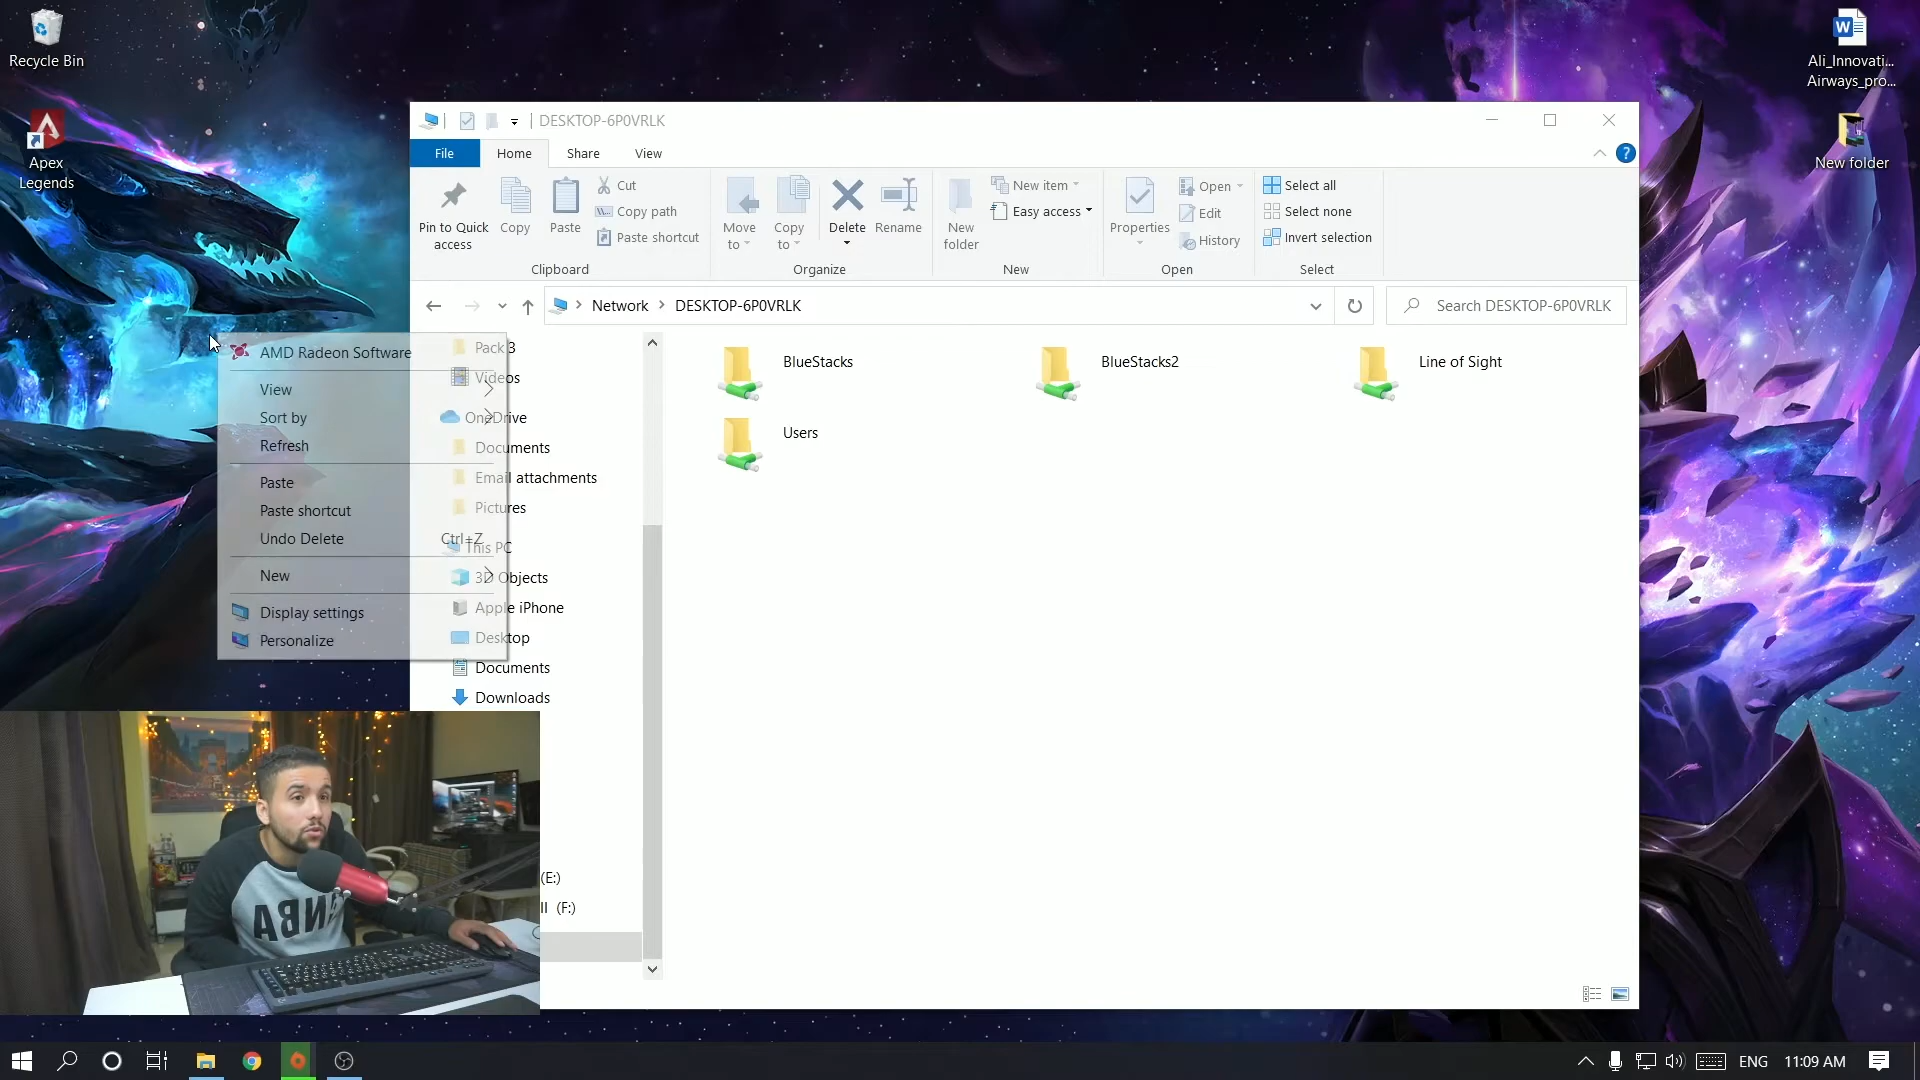 Recycle Bin
Apex
Legends
Ali_Innovati...
Airways_pro...
New folder
DESKTOP-6P0VRLK
File
Home
Share
View
Pin to Quick
access
Copy
Paste
Cut
Copy path
Paste shortcut
Clipboard
Move
to
Copy
to
Delete
Rename
Organize
New
folder
New item
Easy access
New
Properties
Open
Edit
History
Open
Select all
Select none
Invert selection
Select
Network > DESKTOP-6P0VRLK
Search DESKTOP-6P0VRLK
AMD Radeon Software
View
Sort by
Refresh
Paste
Paste shortcut
Undo Delete Ctrl+Z
New
Display settings
Personalize
Pack 3
Videos
OneDrive
Documents
Email attachments
Pictures
This PC
3D Objects
Apple iPhone
Desktop
Documents
Downloads
(E:)
(F:)
BlueStacks
BlueStacks2
Line of Sight
Users
NBA
ENG
11:09 AM